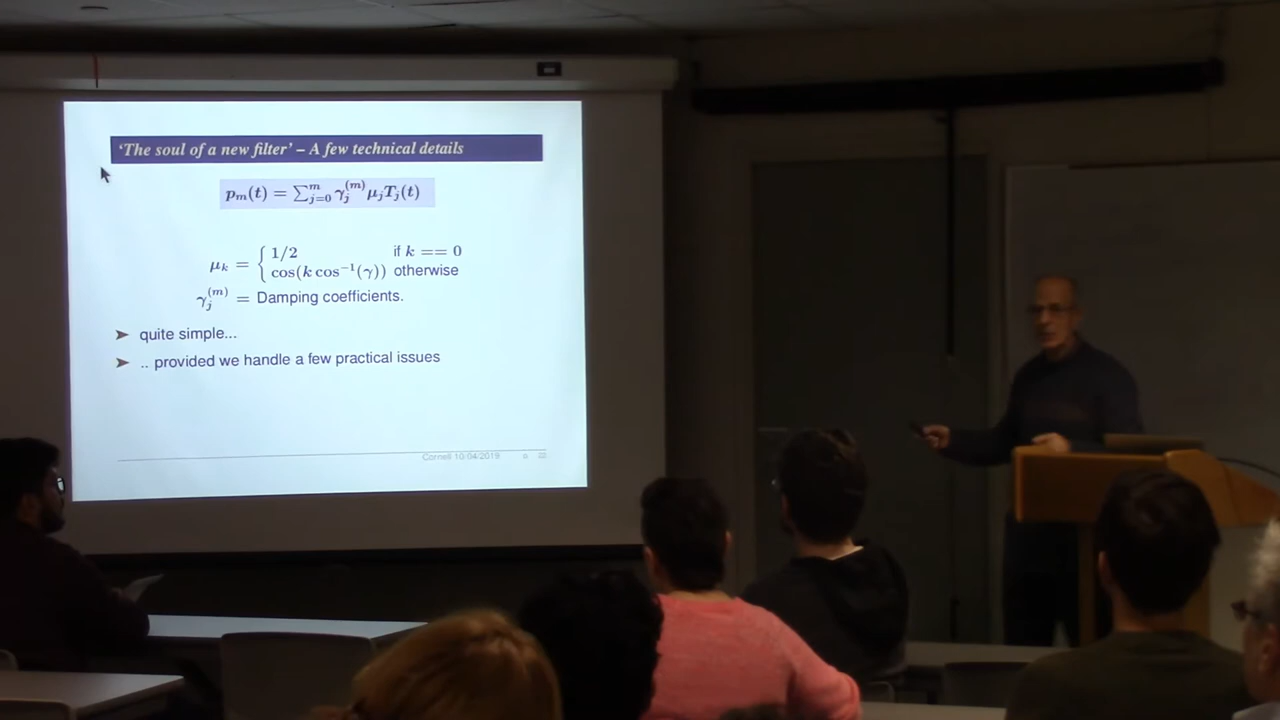 ‘The soul of a new filter’ – A few technical details
p_m(t) = ∑_{j=0}^{m} γ_j^{(m)} μ_j T_j(t)
μ_k = { 1/2 if k == 0
cos(k cos⁻¹(γ)) otherwise
γ_j^{(m)} = Damping coefficients.
➤ quite simple...
➤ .. provided we handle a few practical issues
Cornell 10/04/2019